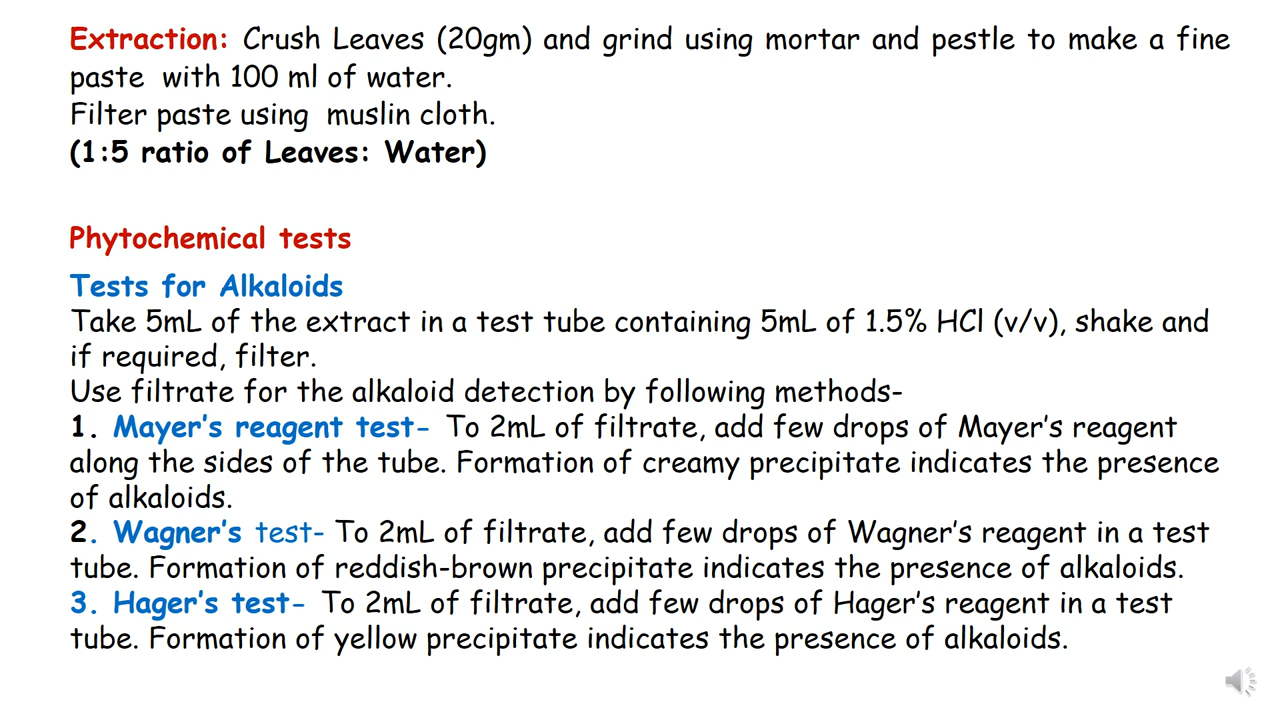 Extraction: Crush Leaves (20gm) and grind using mortar and pestle to make a fine
paste with 100 ml of water.
Filter paste using muslin cloth.
(1:5 ratio of Leaves: Water)
Phytochemical tests
Tests for Alkaloids
Take 5mL of the extract in a test tube containing 5mL of 1.5% HCl (v/v), shake and
if required, filter.
Use filtrate for the alkaloid detection by following methods-
1. Mayer's reagent test- To 2mL of filtrate, add few drops of Mayer's reagent
along the sides of the tube. Formation of creamy precipitate indicates the presence
of alkaloids.
2. Wagner's test- To 2mL of filtrate, add few drops of Wagner's reagent in a test
tube. Formation of reddish-brown precipitate indicates the presence of alkaloids.
3. Hager's test- To 2mL of filtrate, add few drops of Hager's reagent in a test
tube. Formation of yellow precipitate indicates the presence of alkaloids.